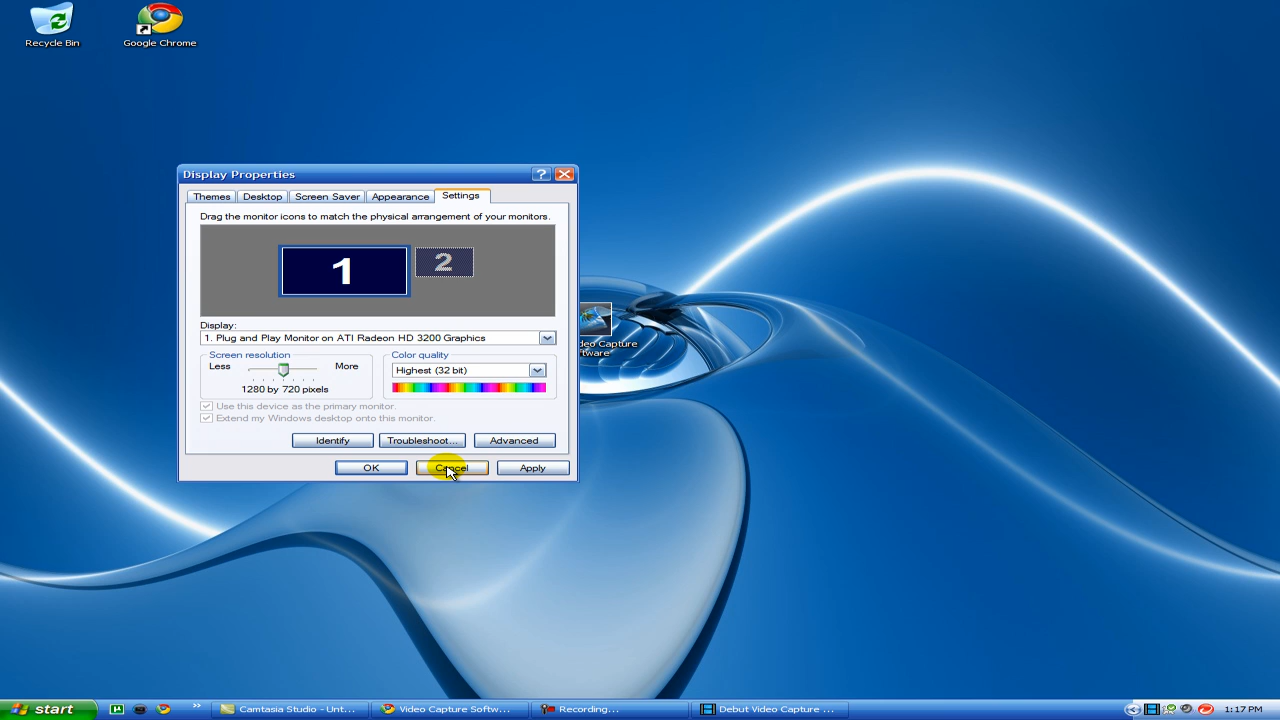 Recycle Bin
Google Chrome
Display Properties
Themes
Desktop
Screen Saver
Appearance
Settings
Drag the monitor icons to match the physical arrangement of your monitors.
1
2
Display:
1. Plug and Play Monitor on ATI Radeon HD 3200 Graphics
Screen resolution
Less
More
1280 by 720 pixels
Color quality
Highest (32 bit)
Use this device as the primary monitor.
Extend my Windows desktop onto this monitor.
Identify
Troubleshoot...
Advanced
OK
Cancel
Apply
deo Capture
tware
start
Camtasia Studio - Unt...
Video Capture Softw...
Recording...
Debut Video Capture ...
1:17 PM